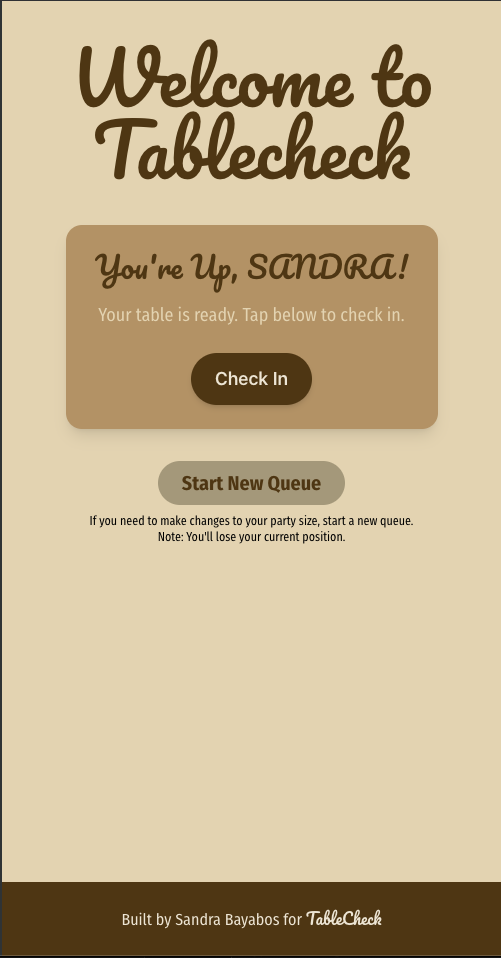 Welcome to
Tablecheck
You're Up, SANDRA!
Your table is ready. Tap below to check in.
Check In
Start New Queue
If you need to make changes to your party size, start a new queue.
Note: You'll lose your current position.
Built by Sandra Bayabos for TableCheck